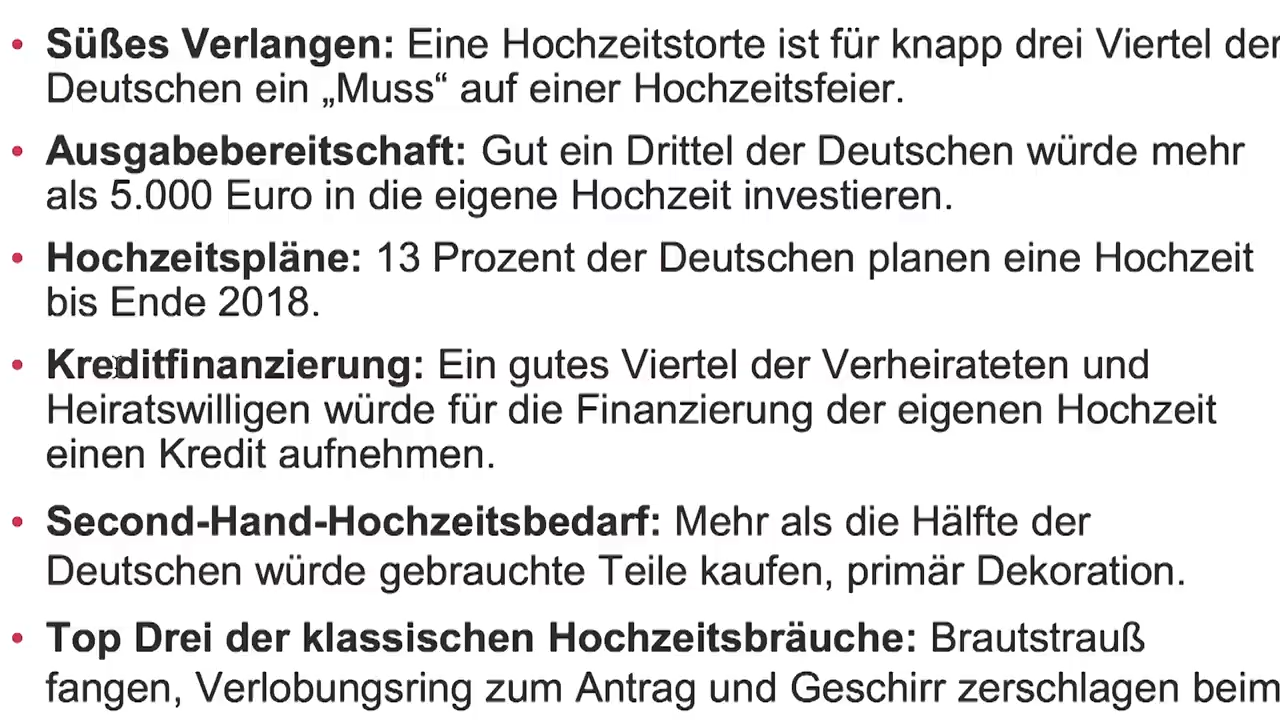 • Süßes Verlangen: Eine Hochzeitstorte ist für knapp drei Viertel der
Deutschen ein „Muss“ auf einer Hochzeitsfeier.
• Ausgabebereitschaft: Gut ein Drittel der Deutschen würde mehr
als 5.000 Euro in die eigene Hochzeit investieren.
• Hochzeitspläne: 13 Prozent der Deutschen planen eine Hochzeit
bis Ende 2018.
• Kreditfinanzierung: Ein gutes Viertel der Verheirateten und
Heiratswilligen würde für die Finanzierung der eigenen Hochzeit
einen Kredit aufnehmen.
• Second-Hand-Hochzeitsbedarf: Mehr als die Hälfte der
Deutschen würde gebrauchte Teile kaufen, primär Dekoration.
• Top Drei der klassischen Hochzeitsbräuche: Brautstrauß
fangen, Verlobungsring zum Antrag und Geschirr zerschlagen beim